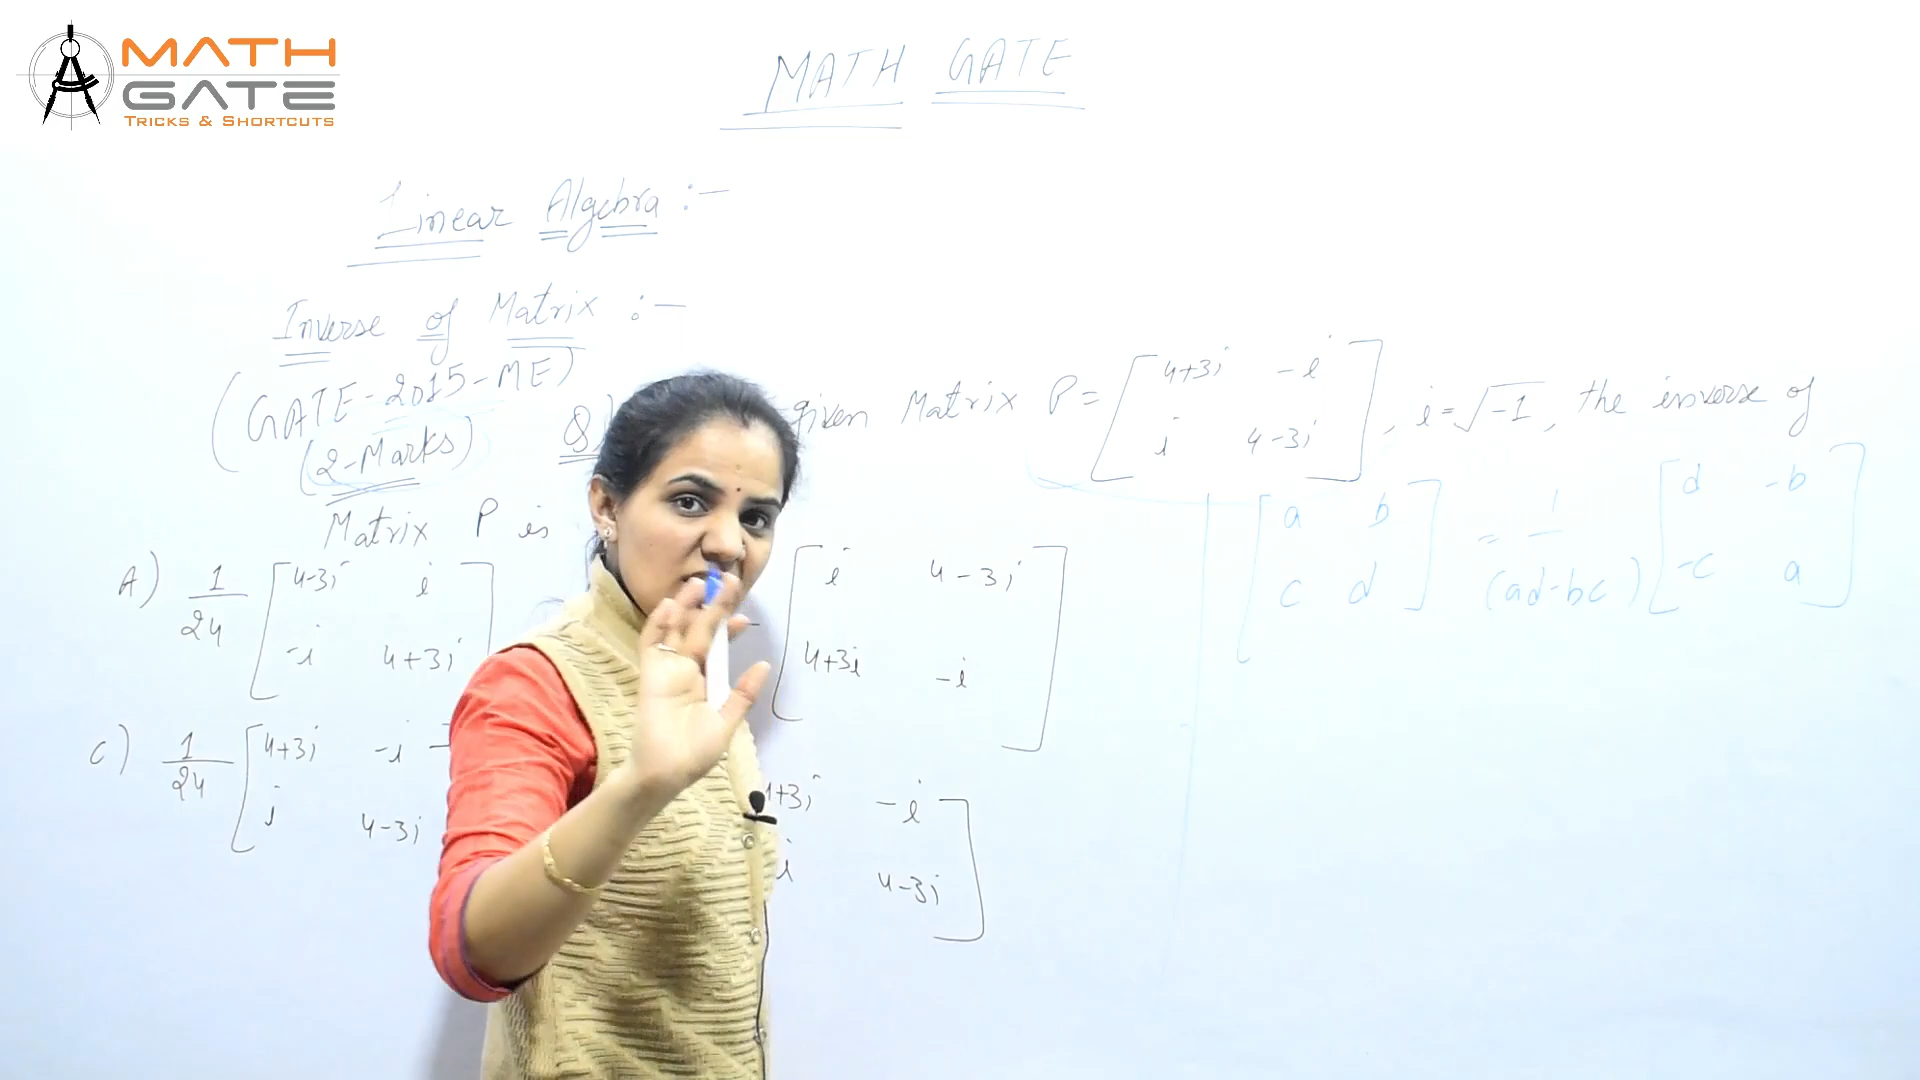 MATH
GATE
TRICKS & SHORTCUTS
MATH GATE
Linear Algebra :-
Inverse of Matrix :-
(GATE-2015-ME)
(2-Marks)
Q) given Matrix P = [4+3i -i
i 4-3i], i = √-1, the inverse of
Matrix P is
[a b
c d] = 1/(ad-bc) [d -b
-c a]
A) 1/24 [4-3i i
-i 4+3i]
[i 4-3i
4+3i -i]
C) 1/24 [4+3i -i
i 4-3i]
4+3i -i
i 4-3i]